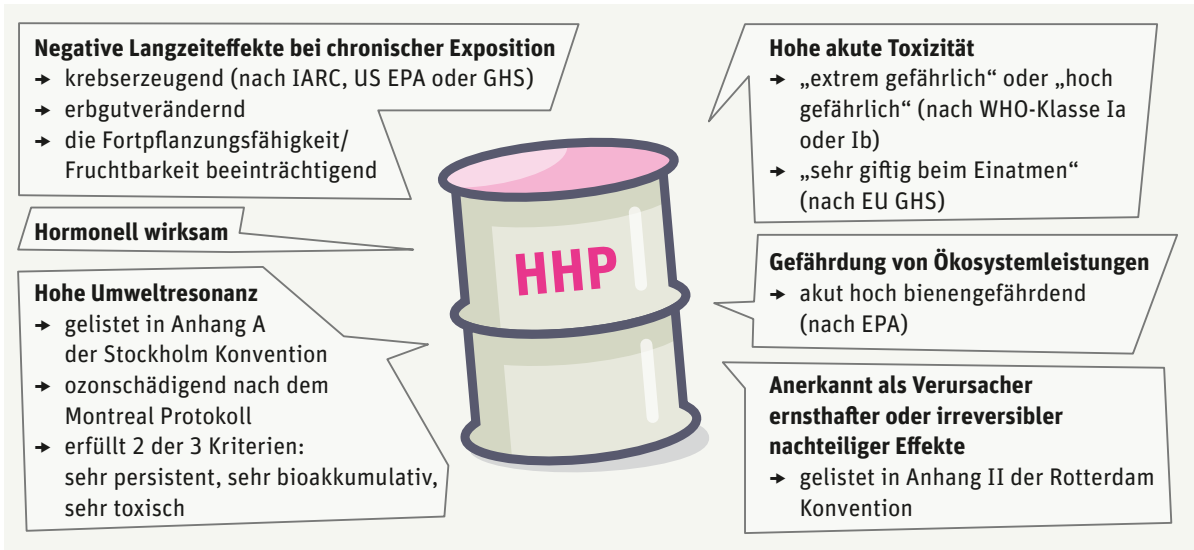 Negative Langzeiteffekte bei chronischer Exposition
→ krebserzeugend (nach IARC, US EPA oder GHS)
→ erbgutverändernd
→ die Fortpflanzungsfähigkeit/
Fruchtbarkeit beeinträchtigend
Hormonell wirksam
Hohe Umweltresonanz
→ gelistet in Anhang A
der Stockholm Konvention
→ ozonschädigend nach dem
Montreal Protokoll
→ erfüllt 2 der 3 Kriterien:
sehr persistent, sehr bioakkumulativ,
sehr toxisch
HHP
Hohe akute Toxizität
→ „extrem gefährlich“ oder „hoch
gefährlich“ (nach WHO-Klasse Ia
oder Ib)
→ „sehr giftig beim Einatmen“
(nach EU GHS)
Gefährdung von Ökosystemleistungen
→ akut hoch bienengefährdend
(nach EPA)
Anerkannt als Verursacher
ernsthafter oder irreversibler
nachteiliger Effekte
→ gelistet in Anhang II der Rotterdam
Konvention